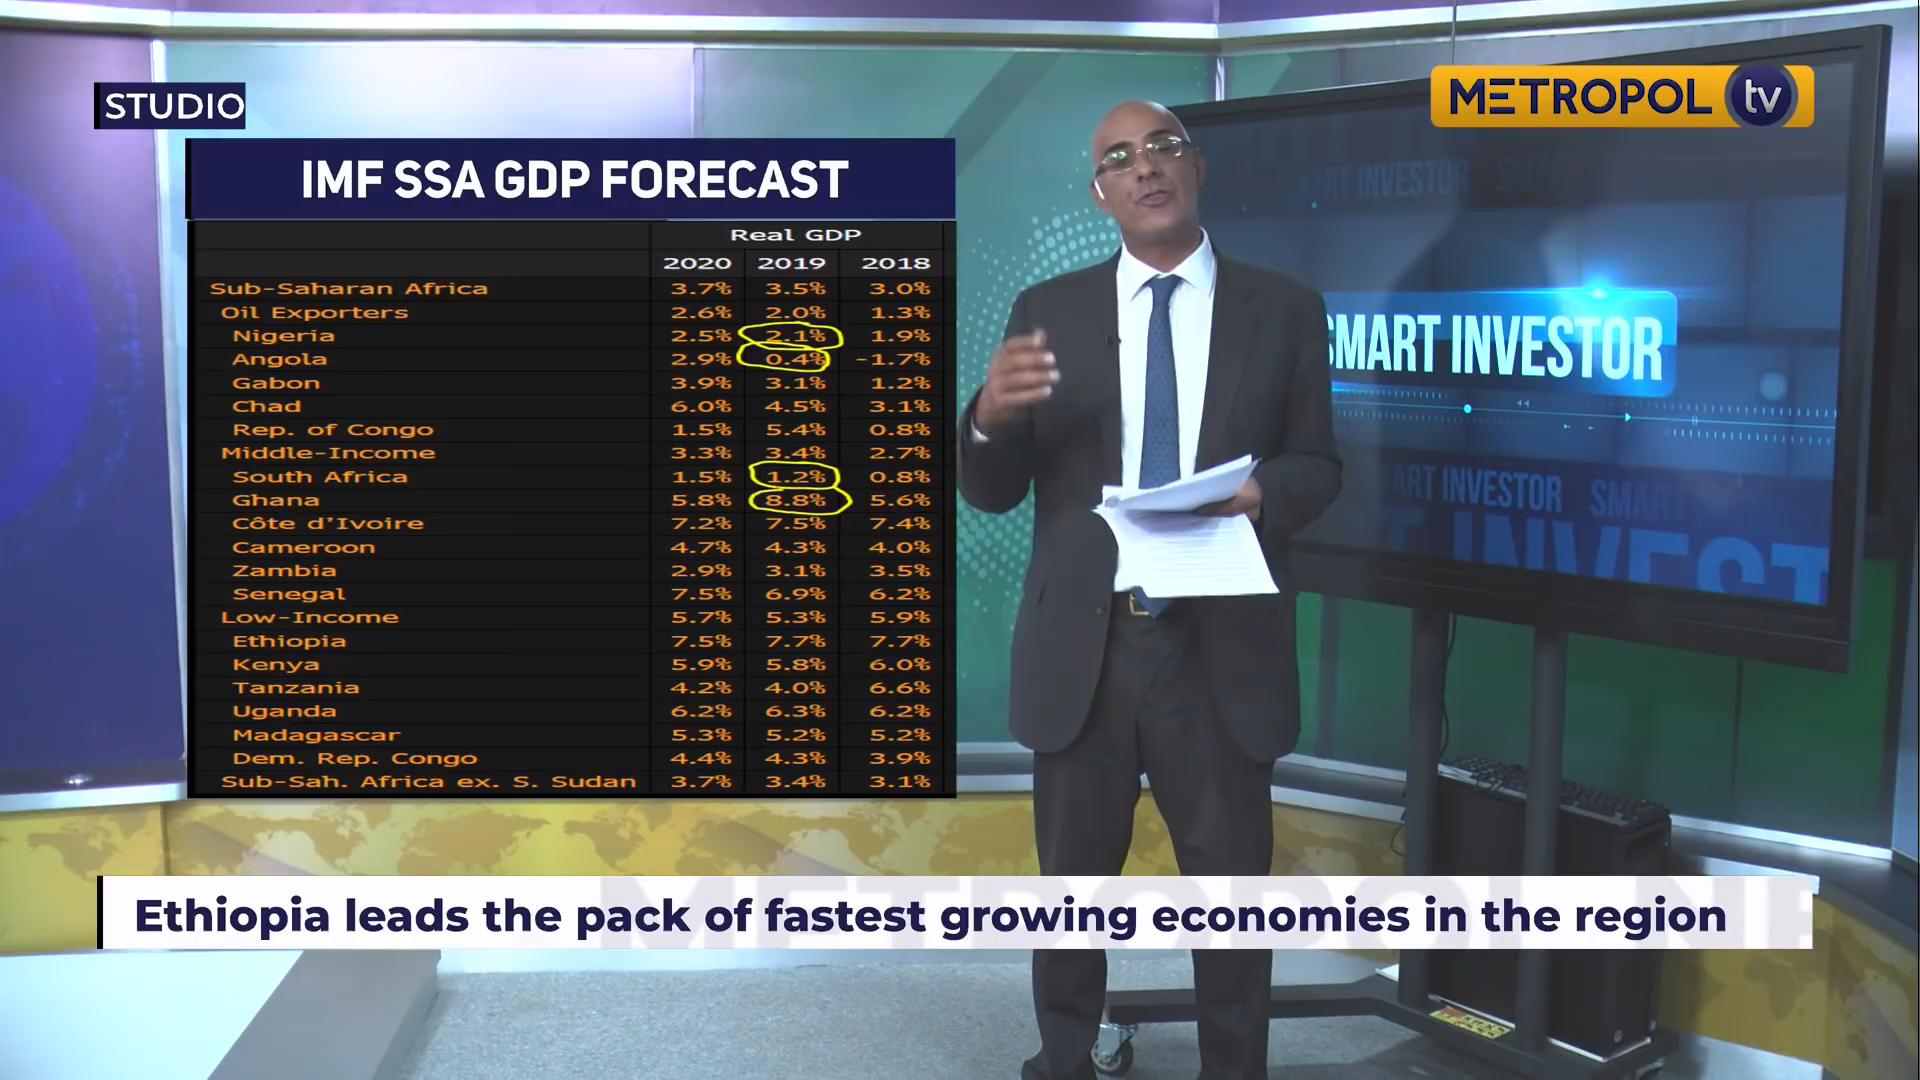 STUDIO
METROPOL tv
IMF SSA GDP FORECAST
Real GDP
2020 2019 2018
Sub-Saharan Africa 3.7% 3.5% 3.0%
Oil Exporters 2.6% 2.0% 1.3%
Nigeria 2.5% 2.1% 1.9%
Angola 2.9% 0.4% -1.7%
Gabon 3.9% 3.1% 1.2%
Chad 6.0% 4.5% 3.1%
Rep. of Congo 1.5% 5.4% 0.8%
Middle-Income 3.3% 3.4% 2.7%
South Africa 1.5% 1.2% 0.8%
Ghana 5.8% 8.8% 5.6%
Côte d'Ivoire 7.2% 7.5% 7.4%
Cameroon 4.7% 4.3% 4.0%
Zambia 2.9% 3.1% 3.5%
Senegal 7.5% 6.9% 6.2%
Low-Income 5.7% 5.3% 5.9%
Ethiopia 7.5% 7.7% 7.7%
Kenya 5.9% 5.8% 6.0%
Tanzania 4.2% 4.0% 6.6%
Uganda 6.2% 6.3% 6.2%
Madagascar 5.3% 5.2% 5.2%
Dem. Rep. Congo 4.4% 4.3% 3.9%
Sub-Sah. Africa ex. S. Sudan 3.7% 3.4% 3.1%
ART INVESTOR
SMART INVESTOR
ART INVESTOR SMART
T INVEST
Ethiopia leads the pack of fastest growing economies in the region
METROPOL